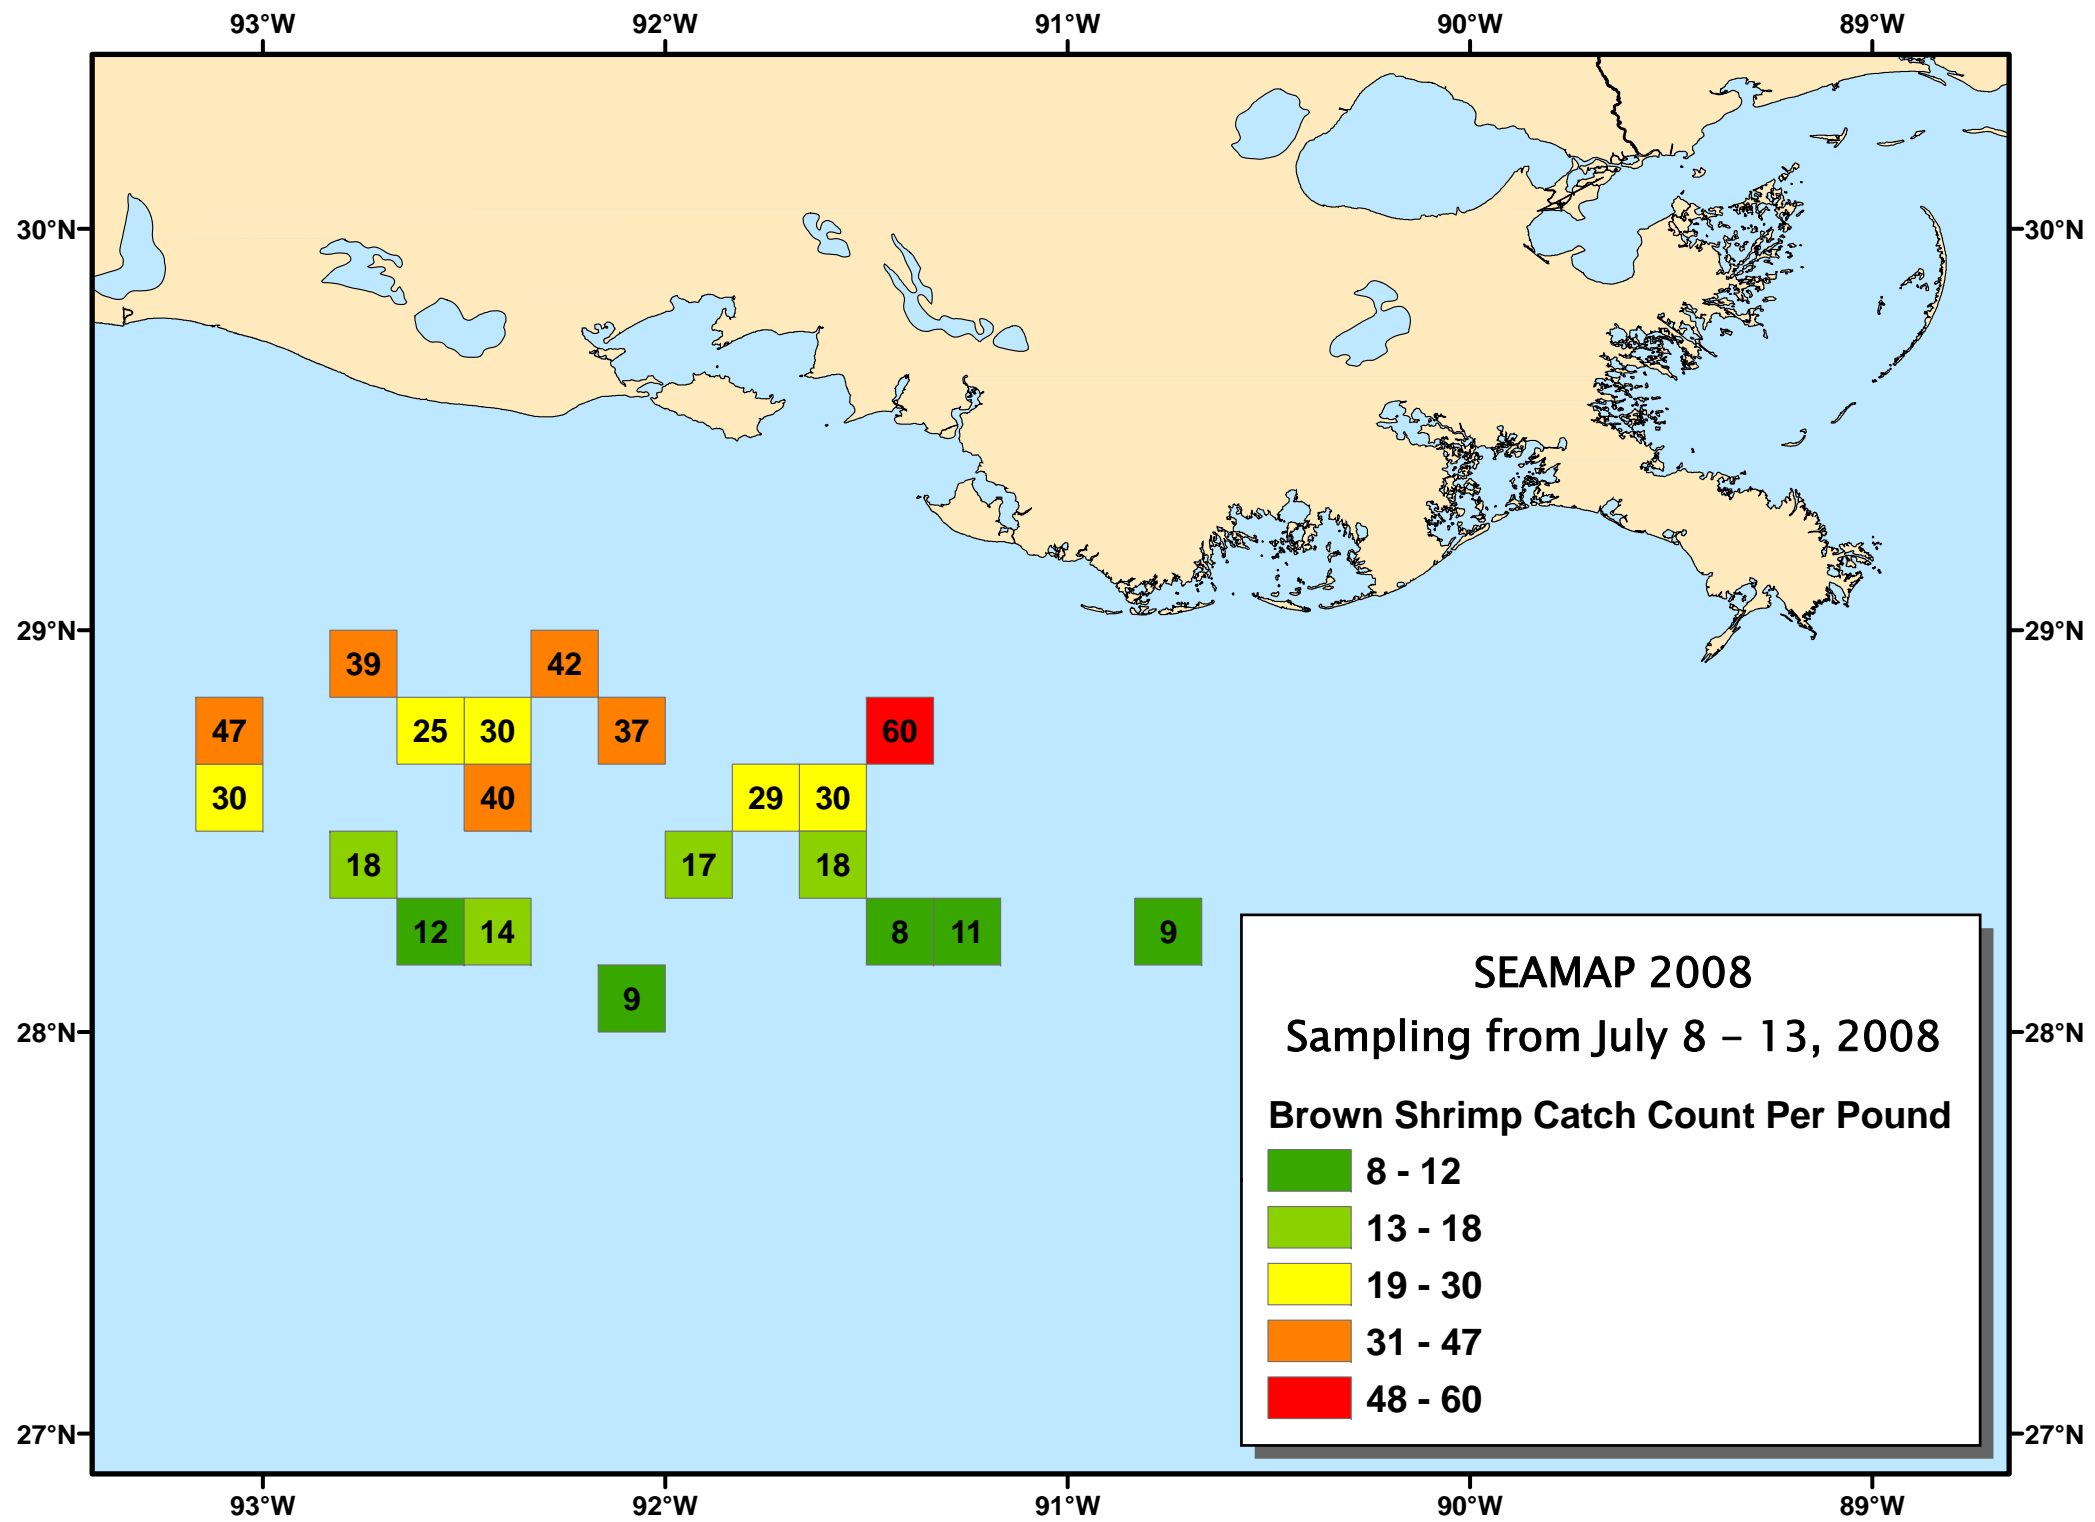 93°W 92°W 91°W 90°W 89°W
30°N 30°N
29°N 29°N
39 42
47 25 30 37 60
30 40 29 30
18 17 18
12 14 8 11 9
9
28°N 28°N
SEAMAP 2008
Sampling from July 8 – 13, 2008
Brown Shrimp Catch Count Per Pound
8 - 12
13 - 18
19 - 30
31 - 47
48 - 60
27°N 27°N
93°W 92°W 91°W 90°W 89°W